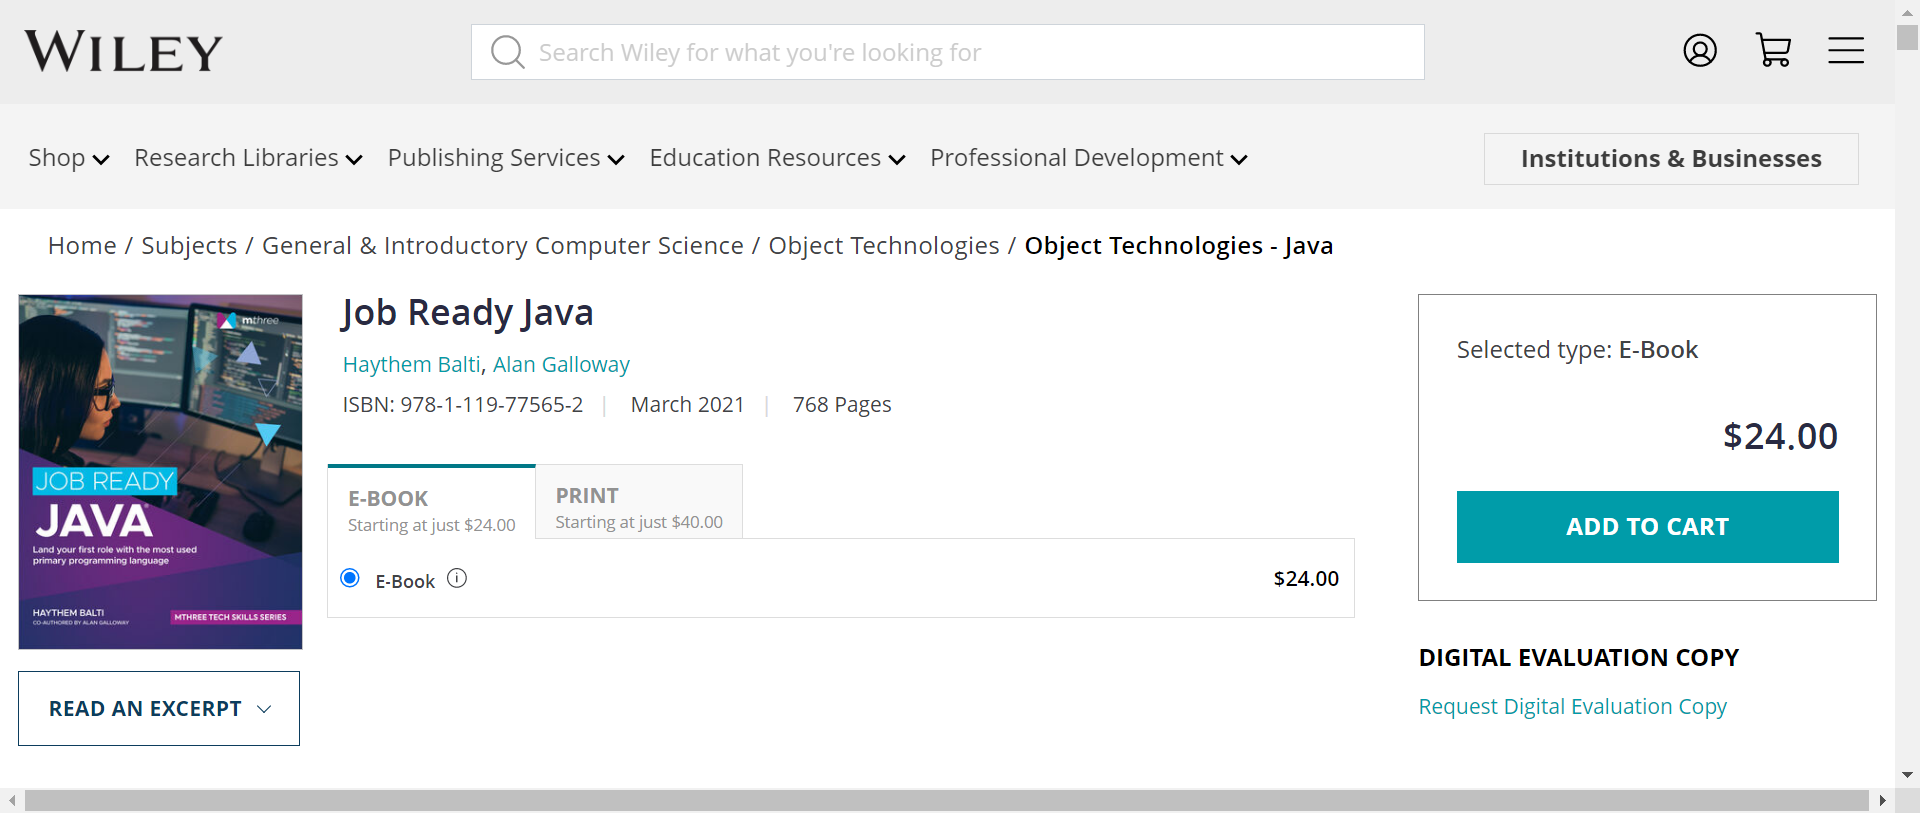 WILEY
Search Wiley for what you're looking for
Shop Research Libraries Publishing Services Education Resources Professional Development Institutions & Businesses
Home / Subjects / General & Introductory Computer Science / Object Technologies / Object Technologies - Java
mthree
JOB READY
JAVA
Land your first role with the most used
primary programming language
HAYTHEM BALTI
CO-AUTHORED BY ALAN GALLOWAY
MTHREE TECH SKILLS SERIES
READ AN EXCERPT
Job Ready Java
Haythem Balti, Alan Galloway
ISBN: 978-1-119-77565-2 | March 2021 | 768 Pages
E-BOOK
Starting at just $24.00
PRINT
Starting at just $40.00
E-Book $24.00
Selected type: E-Book
$24.00
ADD TO CART
DIGITAL EVALUATION COPY
Request Digital Evaluation Copy